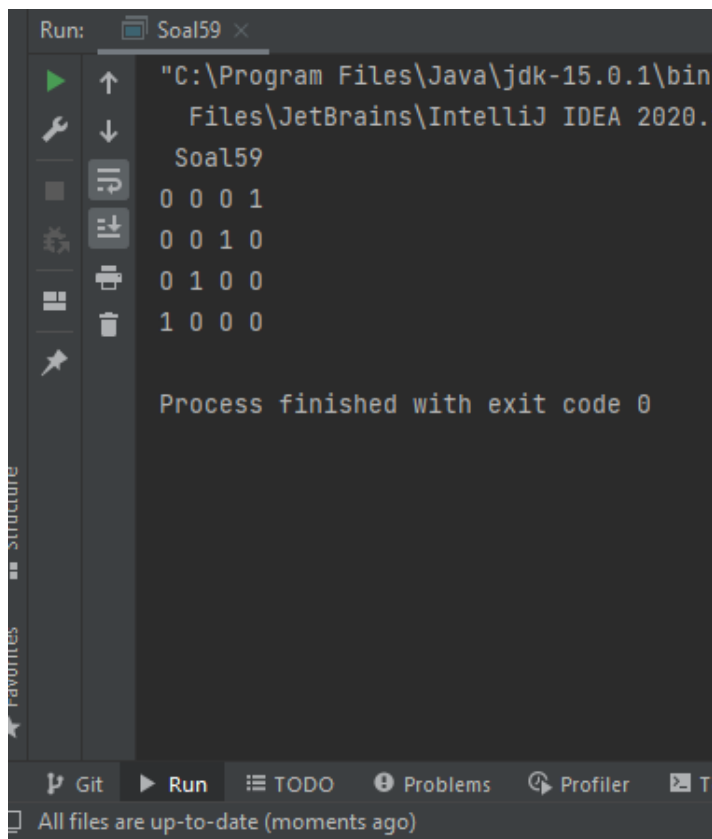 Run: Soal59
"C:\Program Files\Java\jdk-15.0.1\bin
Files\JetBrains\IntelliJ IDEA 2020.
Soal59
0 0 0 1
0 0 1 0
0 1 0 0
1 0 0 0
Process finished with exit code 0
Structure
Favorites
Git Run TODO Problems Profiler T
All files are up-to-date (moments ago)